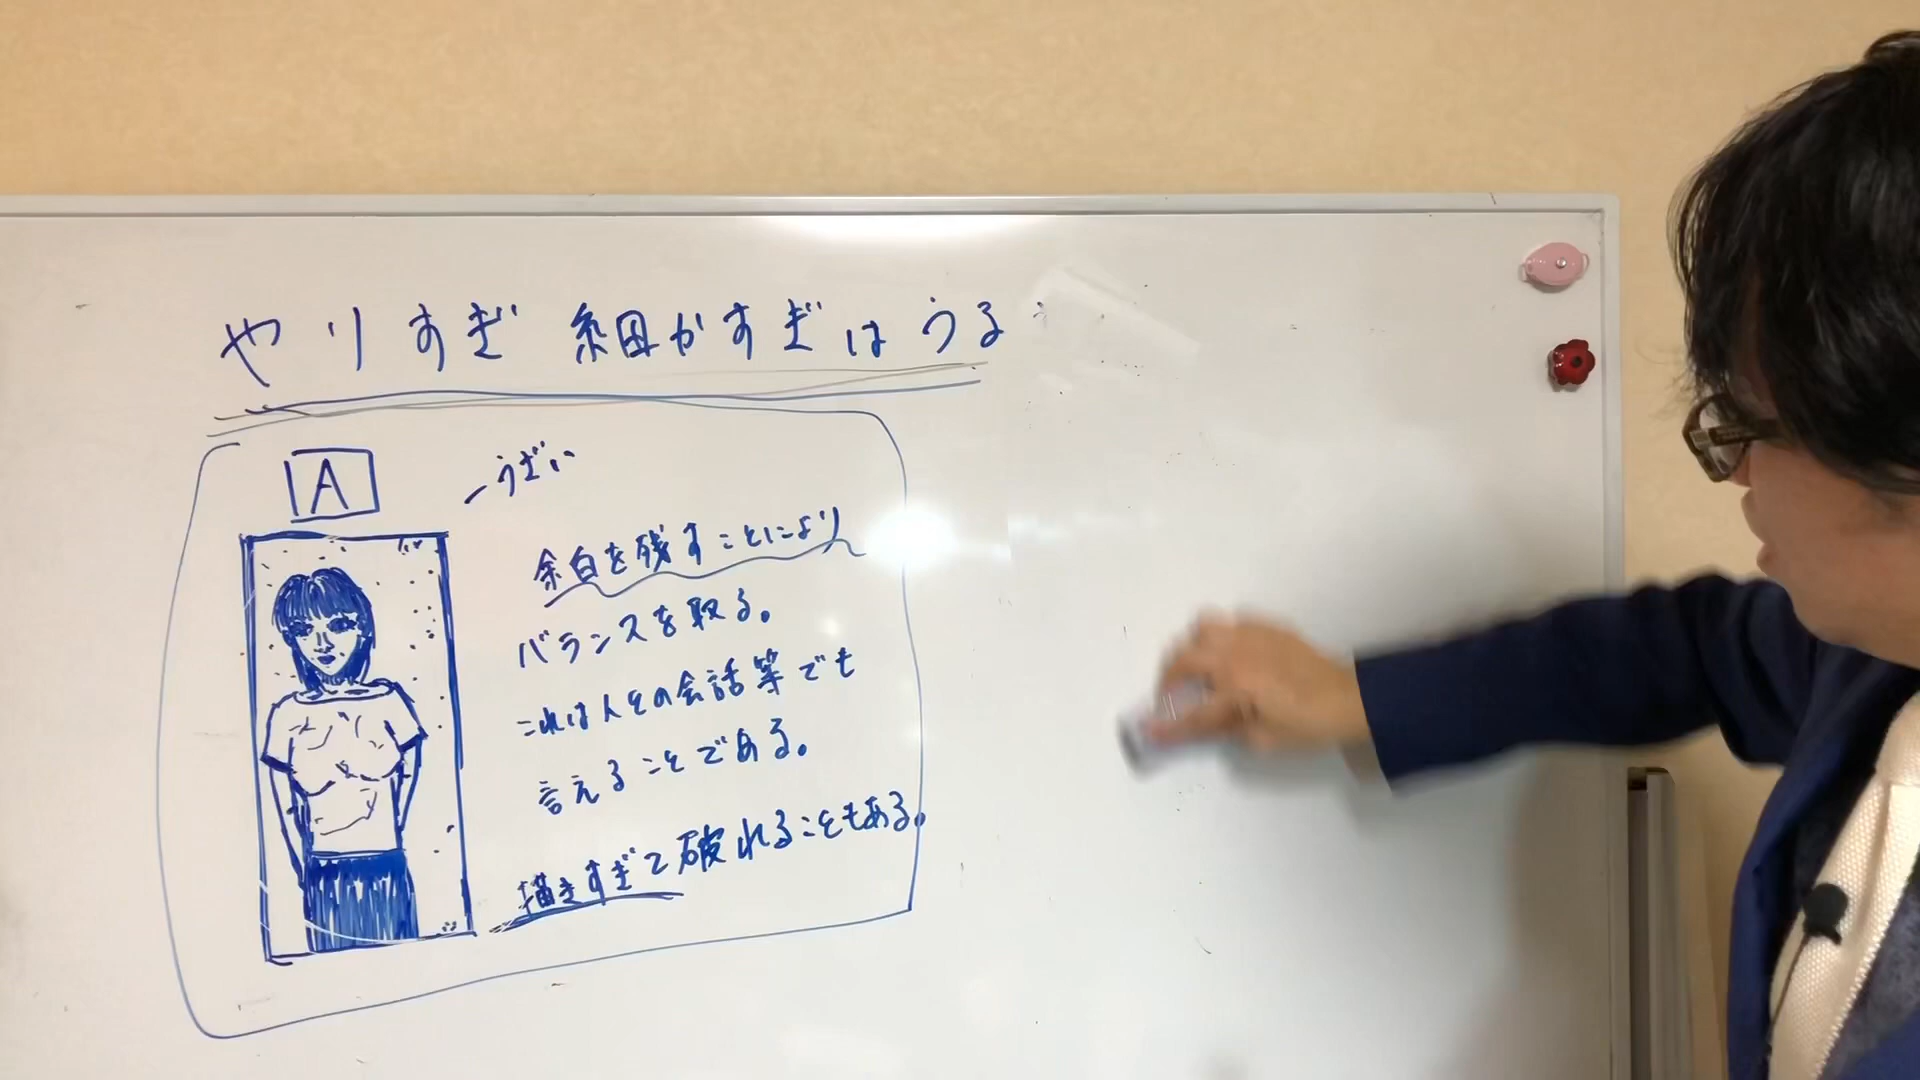 やりすぎ 細かすぎはうる
A
うざい
余白を残すことにより
バランスを取る。
これは人との会話等でも
言えることである。
描きすぎて破れることもある。